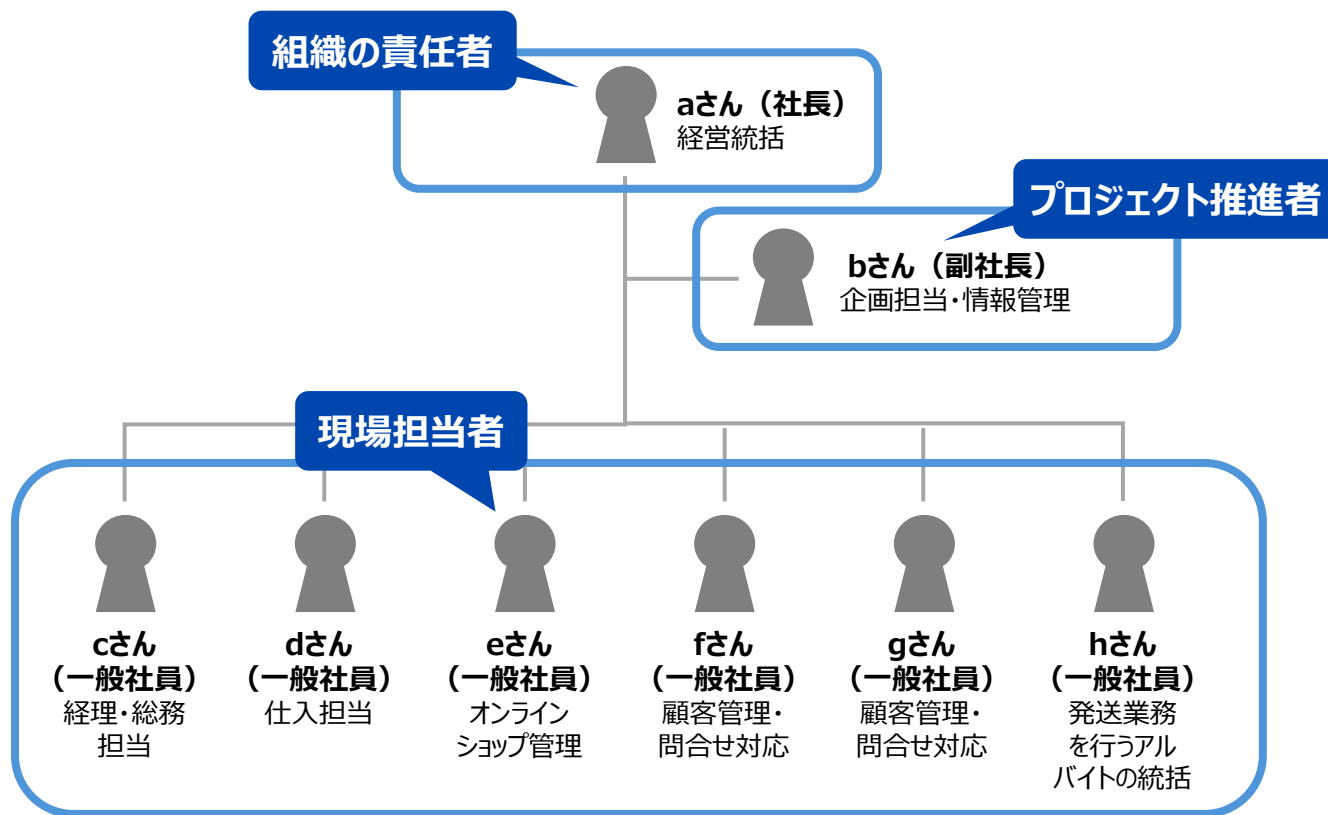 組織の責任者
aさん（社長）
経営統括
プロジェクト推進者
bさん（副社長）
企画担当・情報管理
現場担当者
cさん
（一般社員）
経理・総務
担当
dさん
（一般社員）
仕入担当
eさん
（一般社員）
オンライン
ショップ管理
fさん
（一般社員）
顧客管理・
問合せ対応
gさん
（一般社員）
顧客管理・
問合せ対応
hさん
（一般社員）
発送業務
を行うアル
バイトの統括